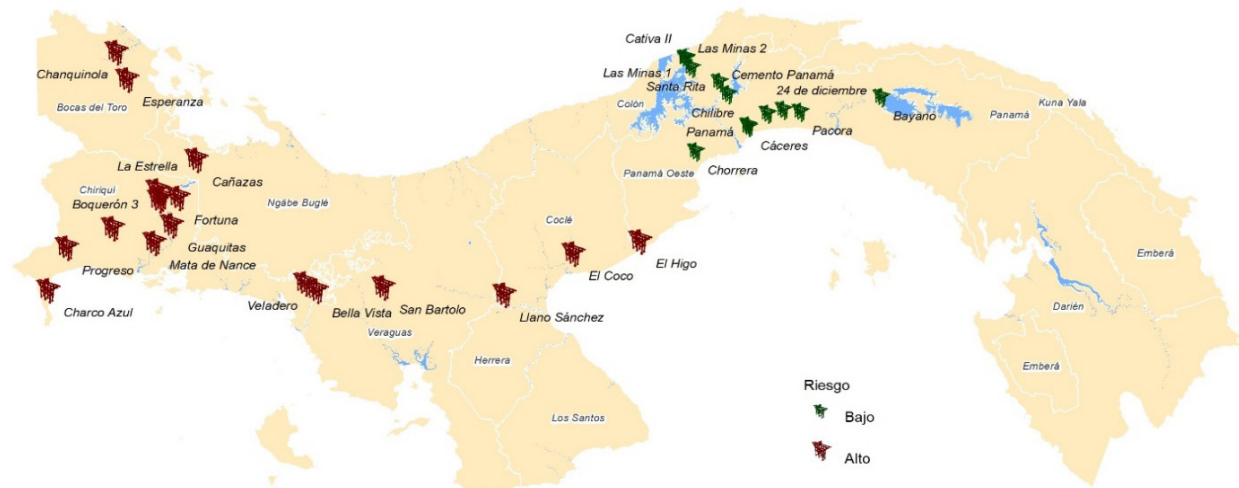 Cativa II
Las Minas 2
Las Minas 1
Cemento Panamá
Santa Rita
24 de diciembre
Colón
Chilibre
Panamá
Bayano
Pacora
Cáceres
Panamá Oeste
Chorrera
Kuna Yala
Panamá
Chanquinola
Esperanza
Bocas del Toro
La Estrella
Cañazas
Chiriquí
Boquerón 3
Ngäbe Buglé
Fortuna
Guaquitas
Progreso
Mata de Nance
Charco Azul
Coclé
El Coco
El Higo
Veladero
Bella Vista
San Bartolo
Llano Sánchez
Veraguas
Herrera
Los Santos
Emberá
Darién
Emberá
Riesgo
Bajo
Alto